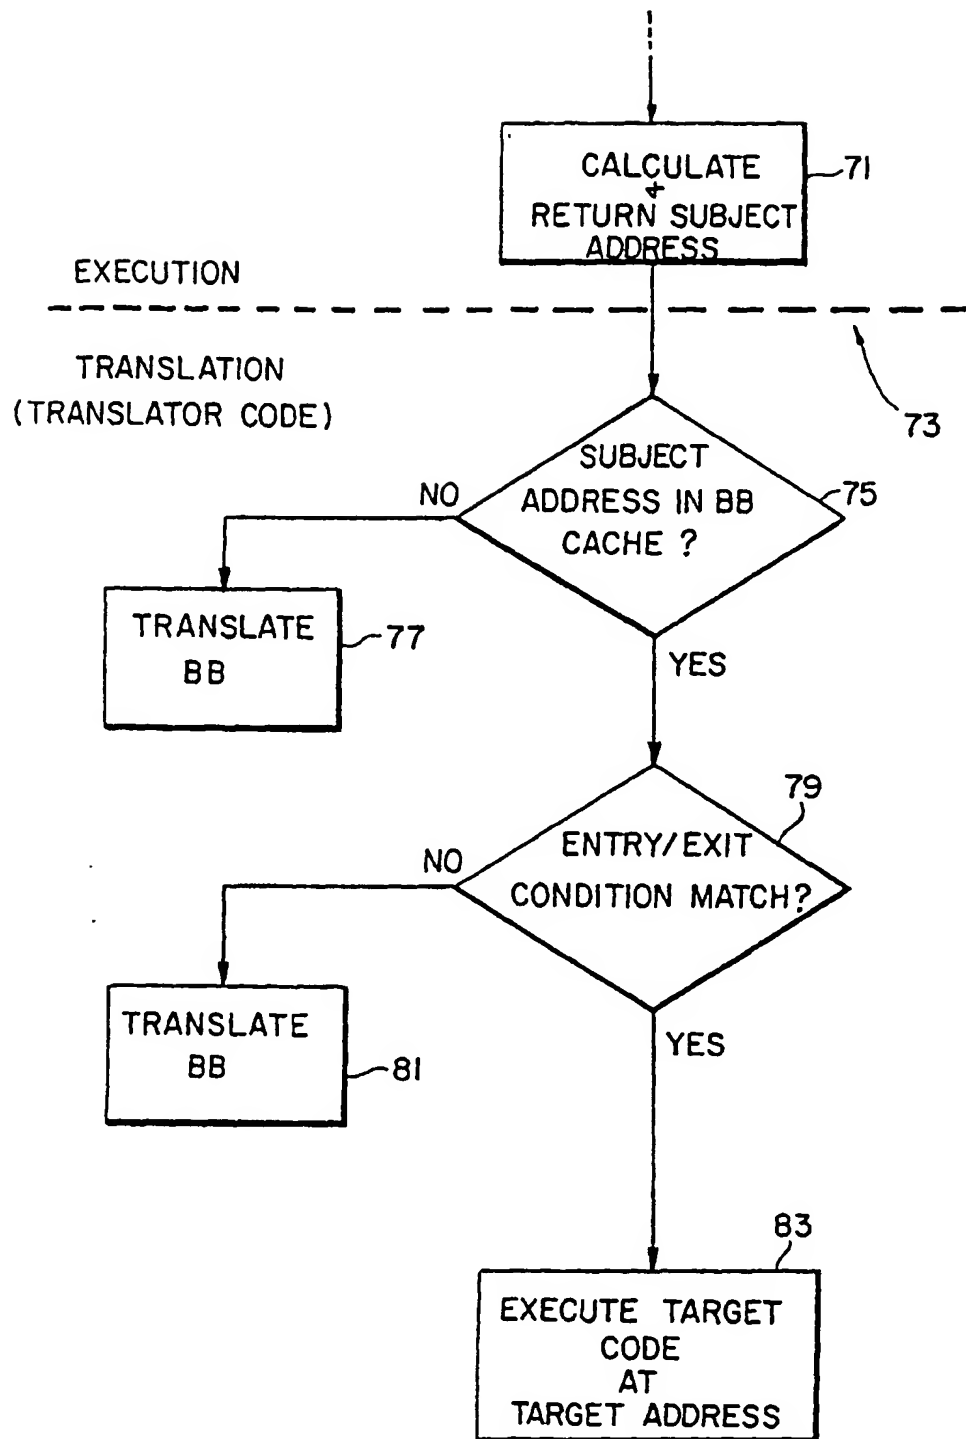 CALCULATE
&
RETURN SUBJECT
ADDRESS
71
EXECUTION
TRANSLATION
(TRANSLATOR CODE)
73
SUBJECT
ADDRESS IN BB
CACHE ?
75
NO
YES
TRANSLATE
BB
77
ENTRY/EXIT
CONDITION MATCH?
79
NO
YES
TRANSLATE
BB
81
83
EXECUTE TARGET
CODE
AT
TARGET ADDRESS